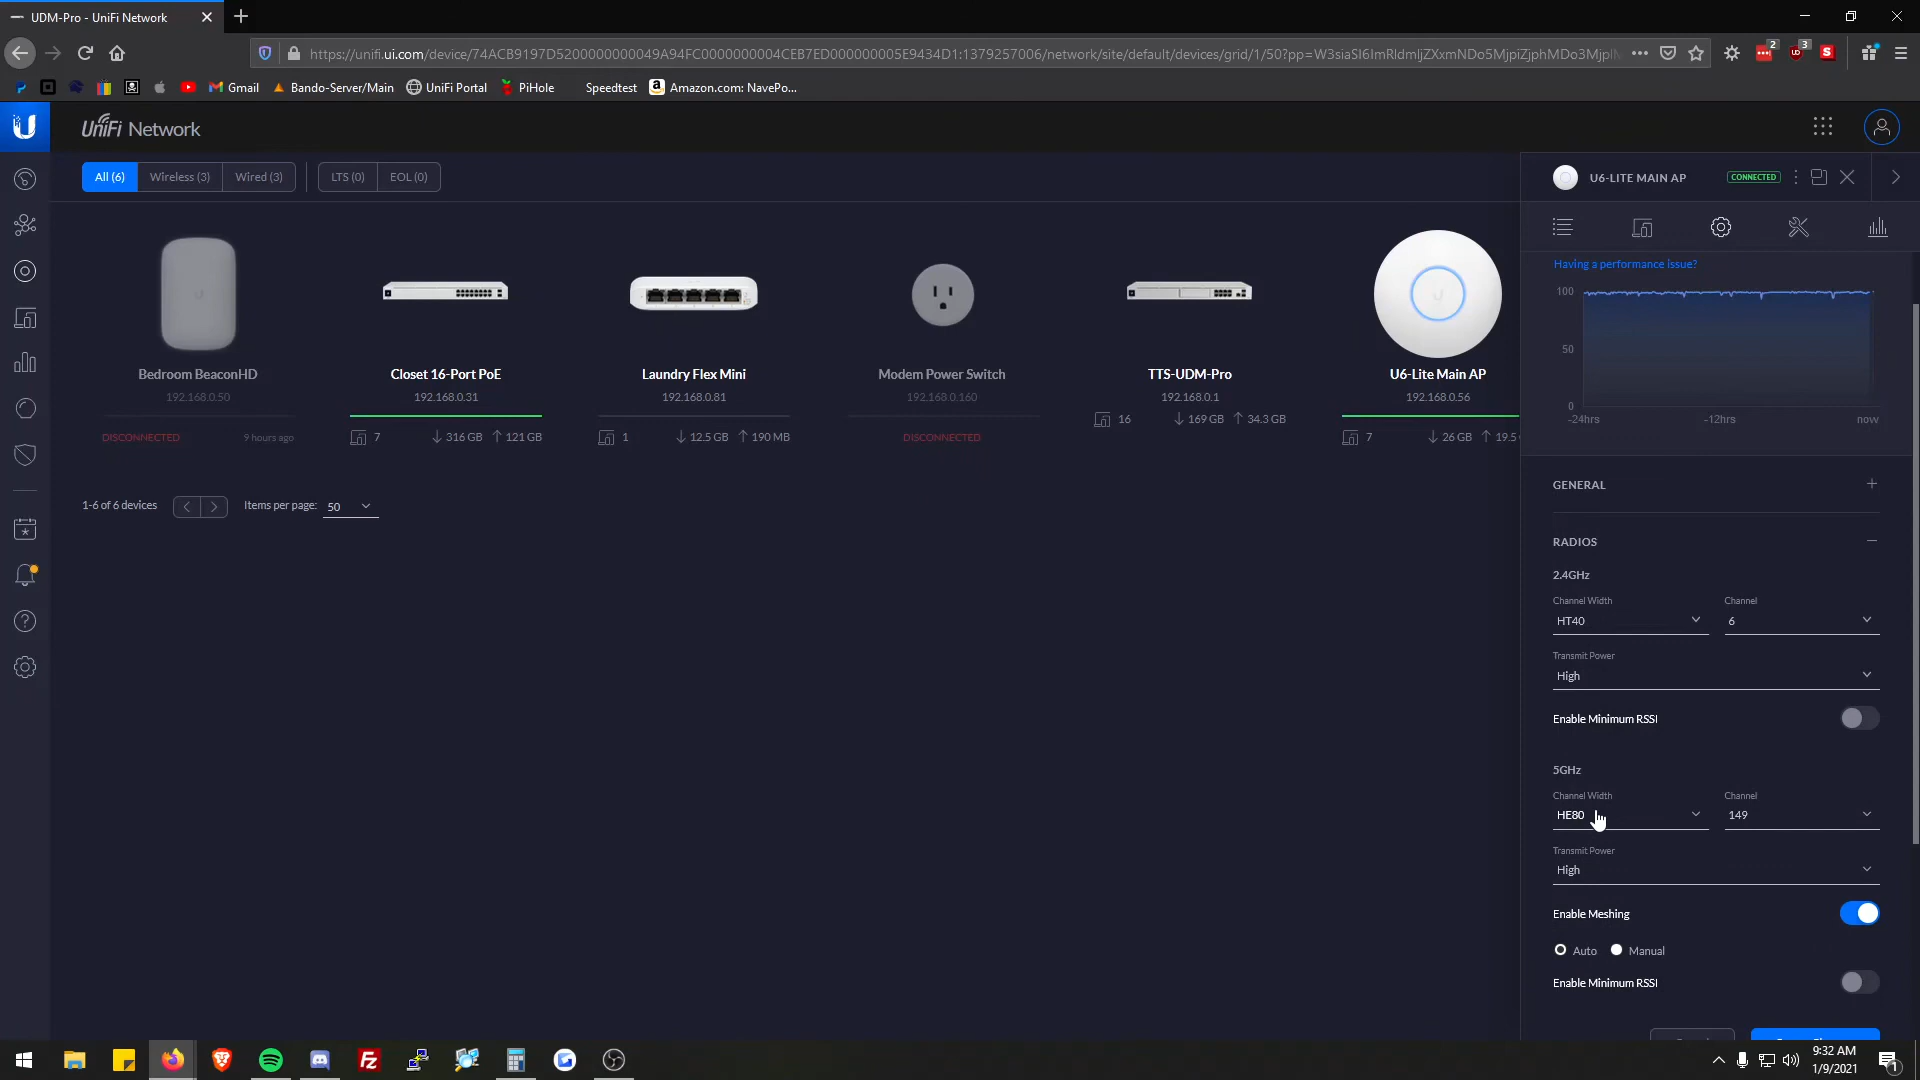 UDM-Pro - UniFi Network
https://unifi.ui.com/device/74ACB9197D5200000000049A94FC0000000004CEB7ED000000005E9434D1:1379257006/network/site/default/devices/grid/1/50?pp=
2
3
Gmail
Bando-Server/Main
UniFi Portal
PiHole
Speedtest
Amazon.com: NavePo...
UniFi Network
All (6)
Wireless (3)
Wired (3)
LTS (0)
EOL (0)
Bedroom BeaconHD
192.168.0.50
DISCONNECTED
9 hours ago
Closet 16-Port PoE
192.168.0.31
7
316 GB
121 GB
Laundry Flex Mini
192.168.0.81
1
12.5 GB
190 MB
Modem Power Switch
192.168.0.160
DISCONNECTED
TTS-UDM-Pro
192.168.0.1
16
169 GB
34.3 GB
U6-Lite Main AP
192.168.0.56
7
26 GB
19.5
1-6 of 6 devices
Items per page:
50
U6-LITE MAIN AP
CONNECTED
Having a performance issue?
100
50
0
-24hrs
-12hrs
now
GENERAL
RADIOS
2.4GHz
Channel Width
Channel
HT40
6
Transmit Power
High
Enable Minimum RSSI
5GHz
Channel Width
Channel
HE80
149
Transmit Power
High
Enable Meshing
Auto
Manual
Enable Minimum RSSI
9:32 AM
1/9/2021
1